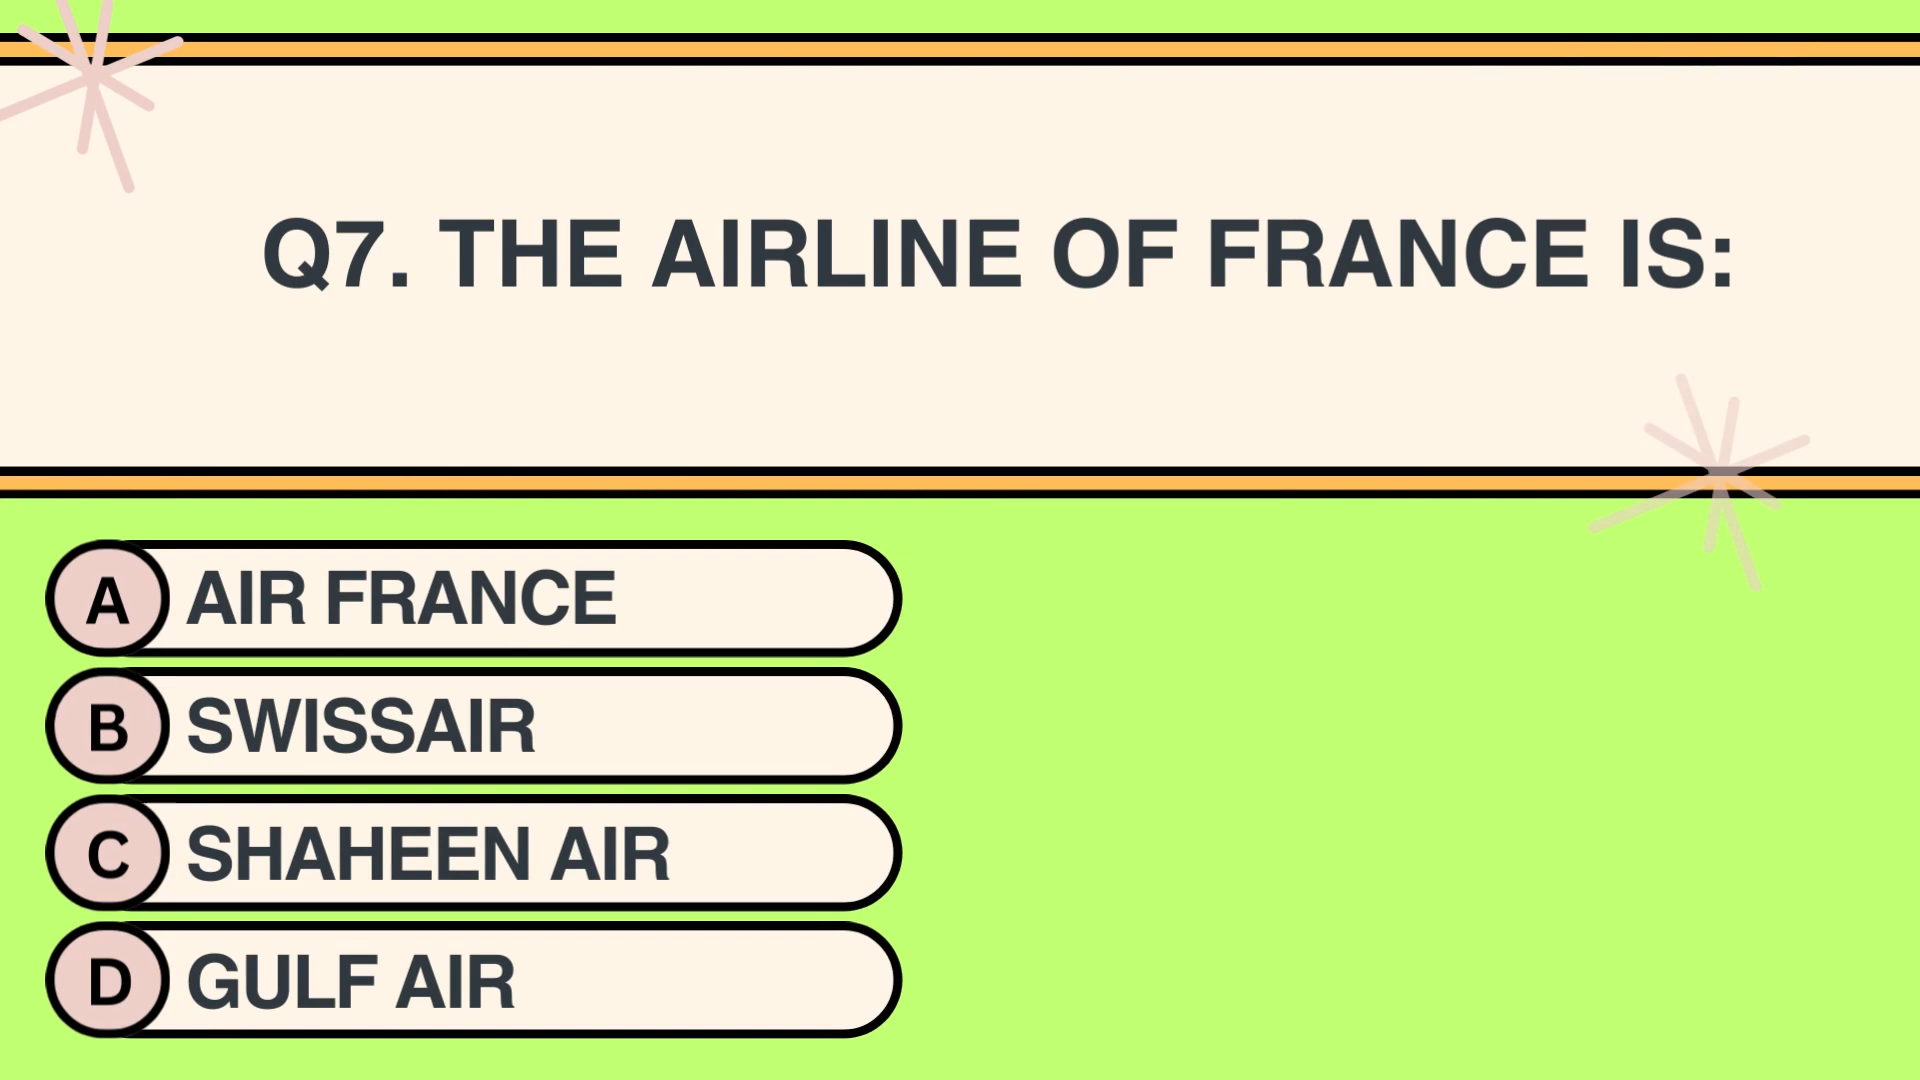 Q7. THE AIRLINE OF FRANCE IS:
A AIR FRANCE
B SWISSAIR
C SHAHEEN AIR
D GULF AIR